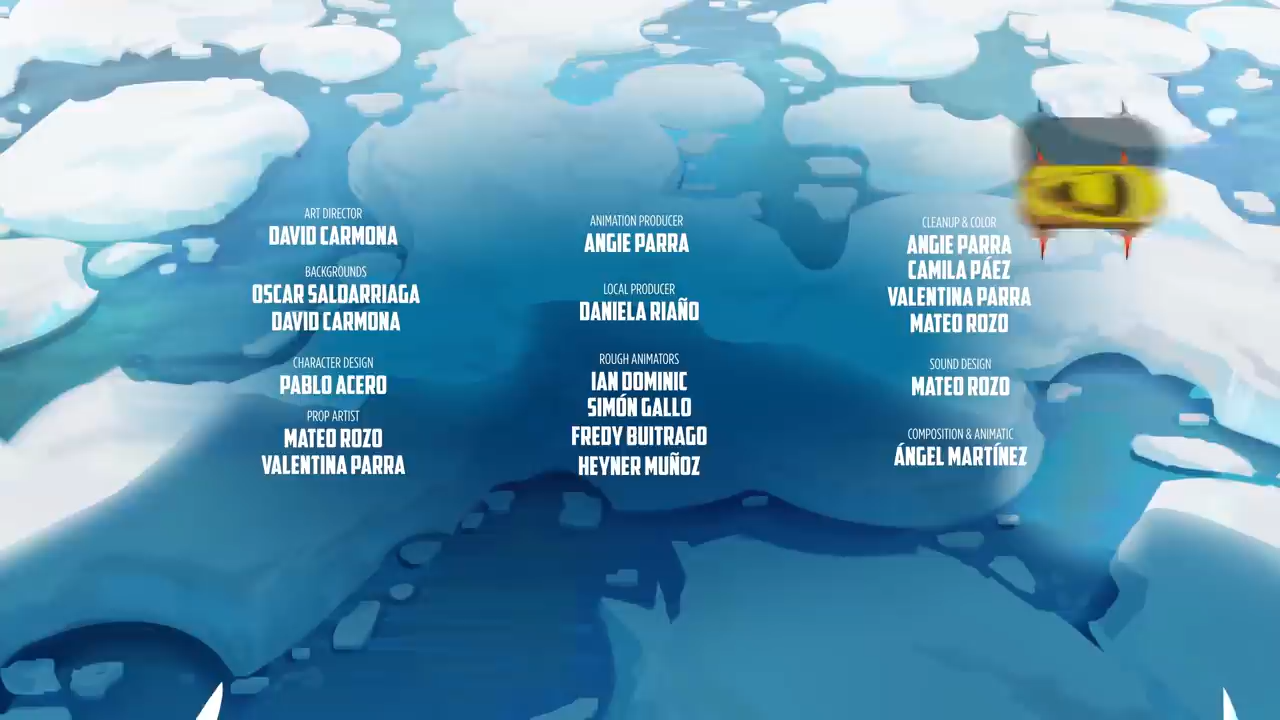 ART DIRECTOR
DAVID CARMONA
BACKGROUNDS
OSCAR SALDARRIAGA
DAVID CARMONA
CHARACTER DESIGN
PABLO ACERO
PROP ARTIST
MATEO ROZO
VALENTINA PARRA
ANIMATION PRODUCER
ANGIE PARRA
LOCAL PRODUCER
DANIELA RIAÑO
ROUGH ANIMATORS
IAN DOMINIC
SIMÓN GALLO
FREDY BUITRAGO
HEYNER MUÑOZ
CLEANUP & COLOR
ANGIE PARRA
CAMILA PÁEZ
VALENTINA PARRA
MATEO ROZO
SOUND DESIGN
MATEO ROZO
COMPOSITION & ANIMATIC
ÁNGEL MARTÍNEZ